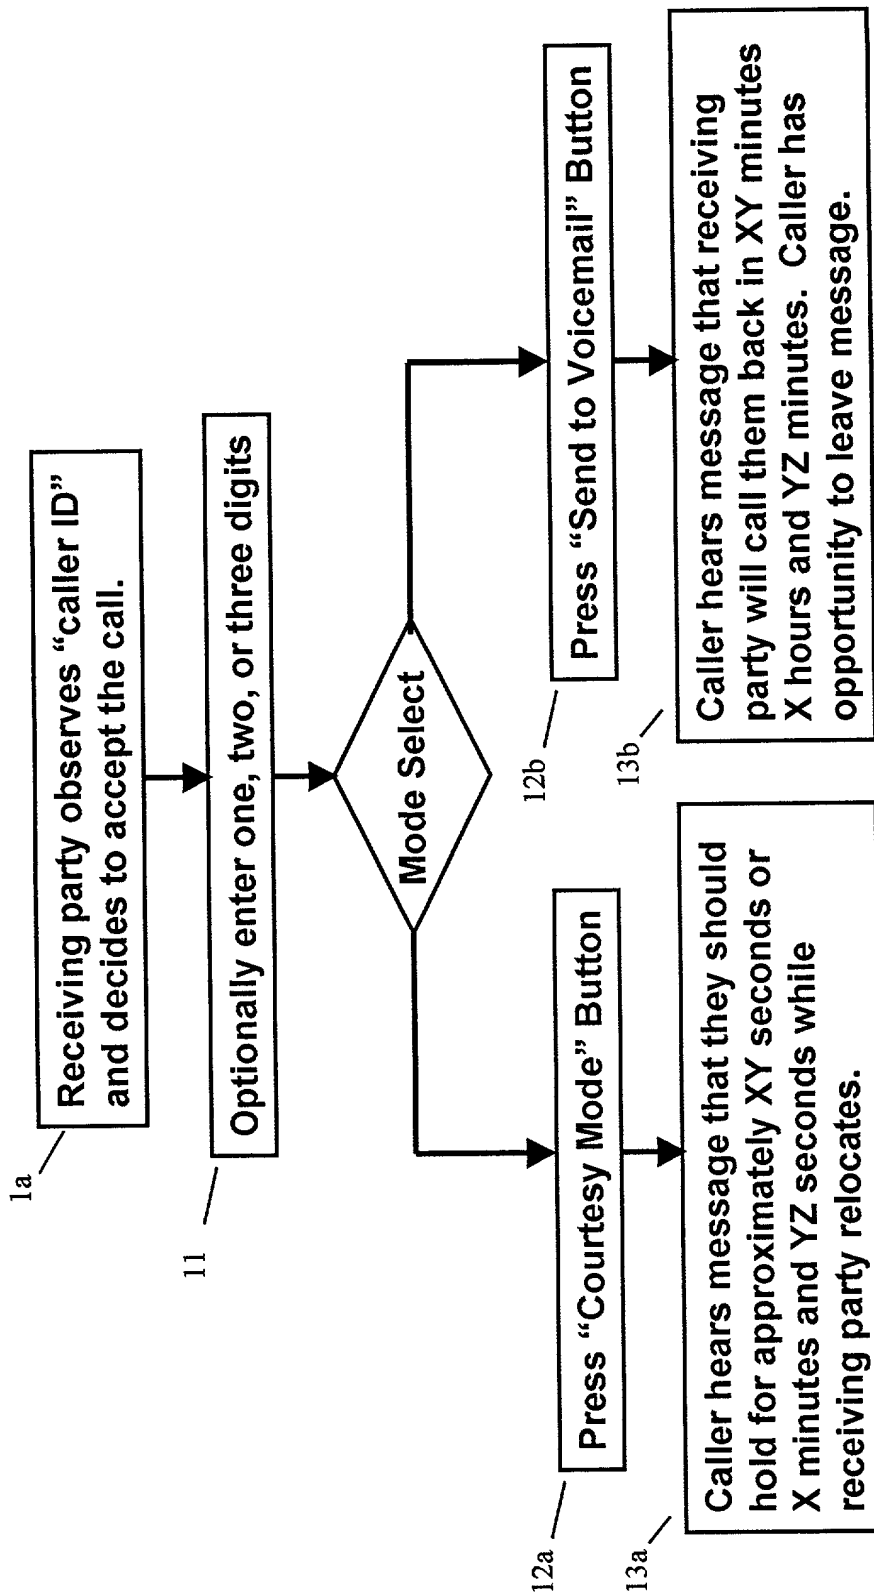 1a
Receiving party observes “caller ID”
and decides to accept the call.
11
Optionally enter one, two, or three digits
Mode Select
12a
Press “Courtesy Mode” Button
12b
Press “Send to Voicemail” Button
13a
Caller hears message that they should
hold for approximately XY seconds or
X minutes and YZ seconds while
receiving party relocates.
13b
Caller hears message that receiving
party will call them back in XY minutes
X hours and YZ minutes.  Caller has
opportunity to leave message.